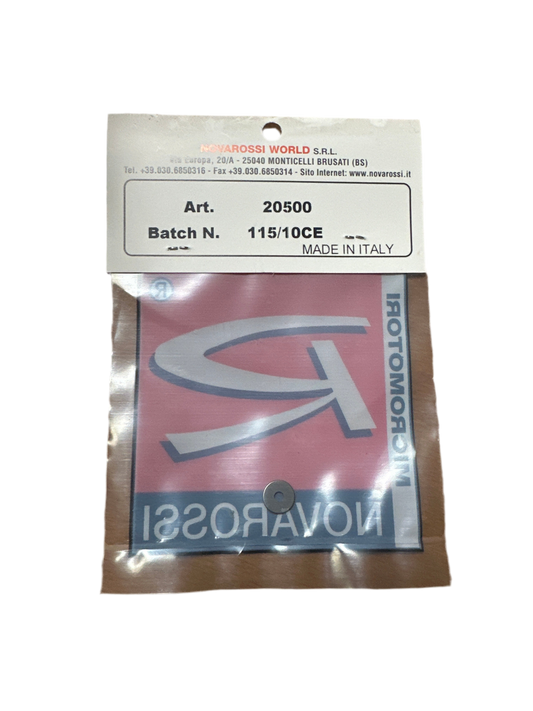 NOVAROSSI WORLD S.R.L.
Via Europa, 20/A - 25040 MONTICELLI BRUSATI (BS)
Tel. +39.030.6850316 - Fax +39.030.6850314 - Sito Internet: www.novarossi.it
Art. 20500
Batch N. 115/10CE
MADE IN ITALY
®
MICROMOTORI
NOVAROSSI